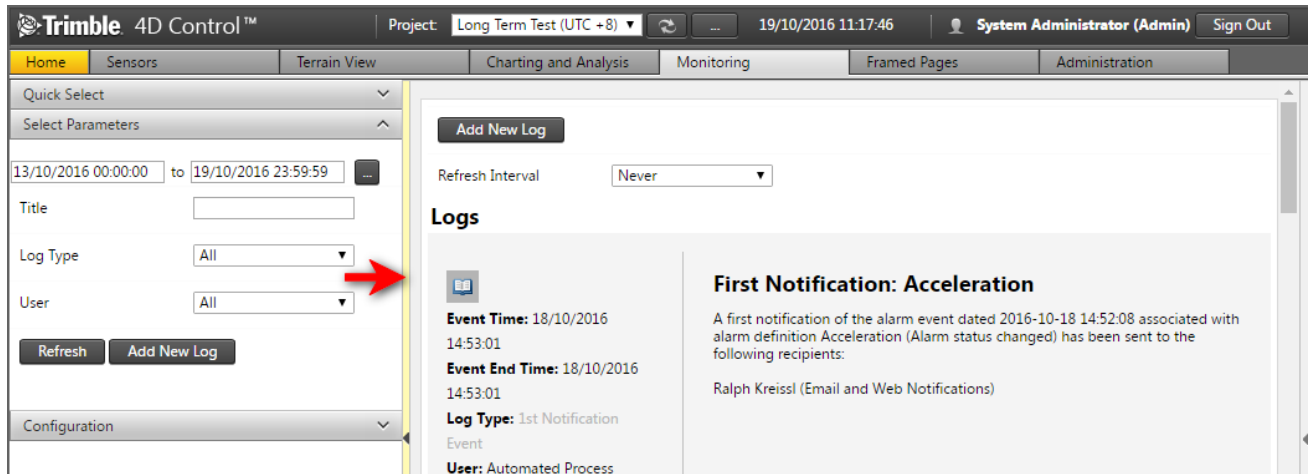 Trimble. 4D Control™ Project: Long Term Test (UTC +8) ... 19/10/2016 11:17:46 System Administrator (Admin) Sign Out
Home Sensors Terrain View Charting and Analysis Monitoring Framed Pages Administration
Quick Select
Select Parameters
13/10/2016 00:00:00 to 19/10/2016 23:59:59 ...
Title
Log Type All
User All
Refresh Add New Log
Configuration
Add New Log
Refresh Interval Never
Logs
Event Time: 18/10/2016
14:53:01
Event End Time: 18/10/2016
14:53:01
Log Type: 1st Notification
Event
User: Automated Process
First Notification: Acceleration
A first notification of the alarm event dated 2016-10-18 14:52:08 associated with
alarm definition Acceleration (Alarm status changed) has been sent to the
following recipients:
Ralph Kreissl (Email and Web Notifications)